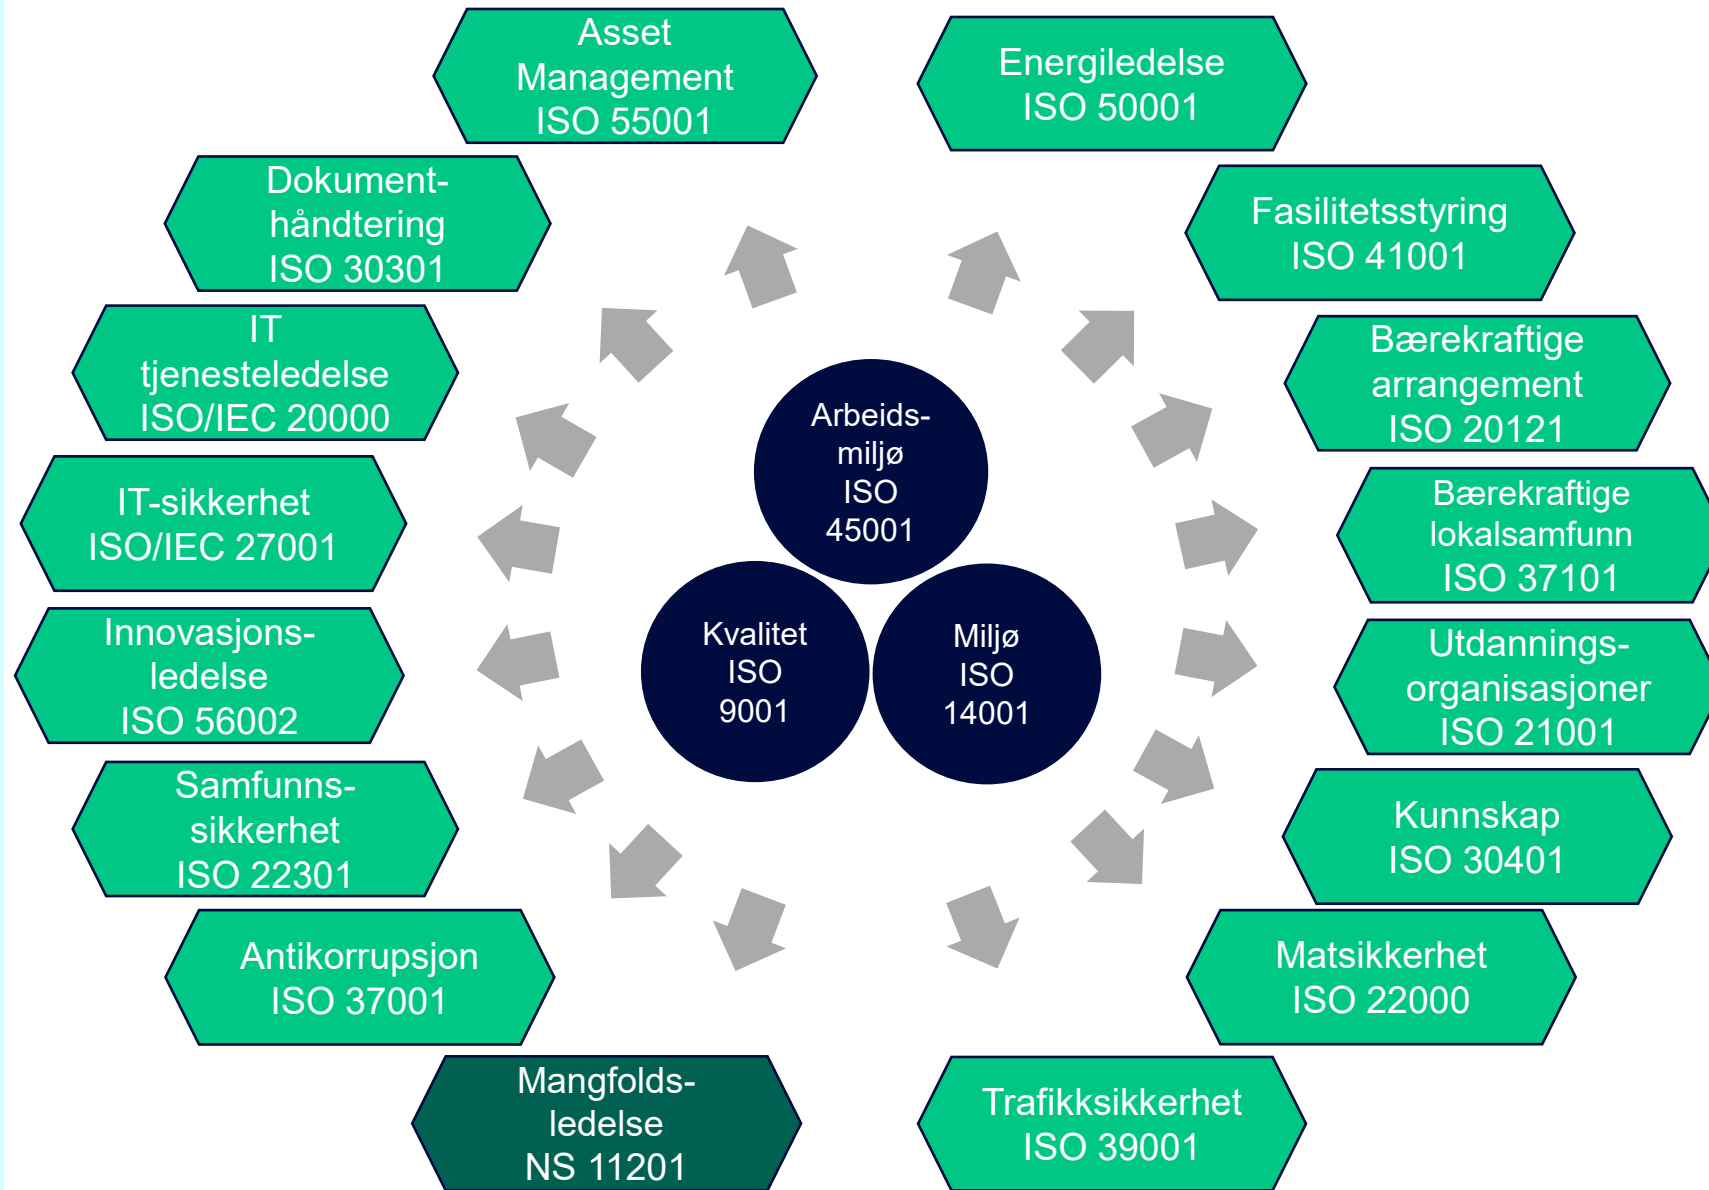 Asset
Management
ISO 55001
Energiledelse
ISO 50001
Dokument-
håndtering
ISO 30301
Fasilitetsstyring
ISO 41001
IT
tjenesteledelse
ISO/IEC 20000
Bærekraftige
arrangement
ISO 20121
Arbeids-
miljø
ISO
45001
IT-sikkerhet
ISO/IEC 27001
Bærekraftige
lokalsamfunn
ISO 37101
Innovasjons-
ledelse
ISO 56002
Kvalitet
ISO
9001
Miljø
ISO
14001
Utdannings-
organisasjoner
ISO 21001
Samfunns-
sikkerhet
ISO 22301
Kunnskap
ISO 30401
Antikorrupsjon
ISO 37001
Matsikkerhet
ISO 22000
Mangfolds-
ledelse
NS 11201
Trafikksikkerhet
ISO 39001